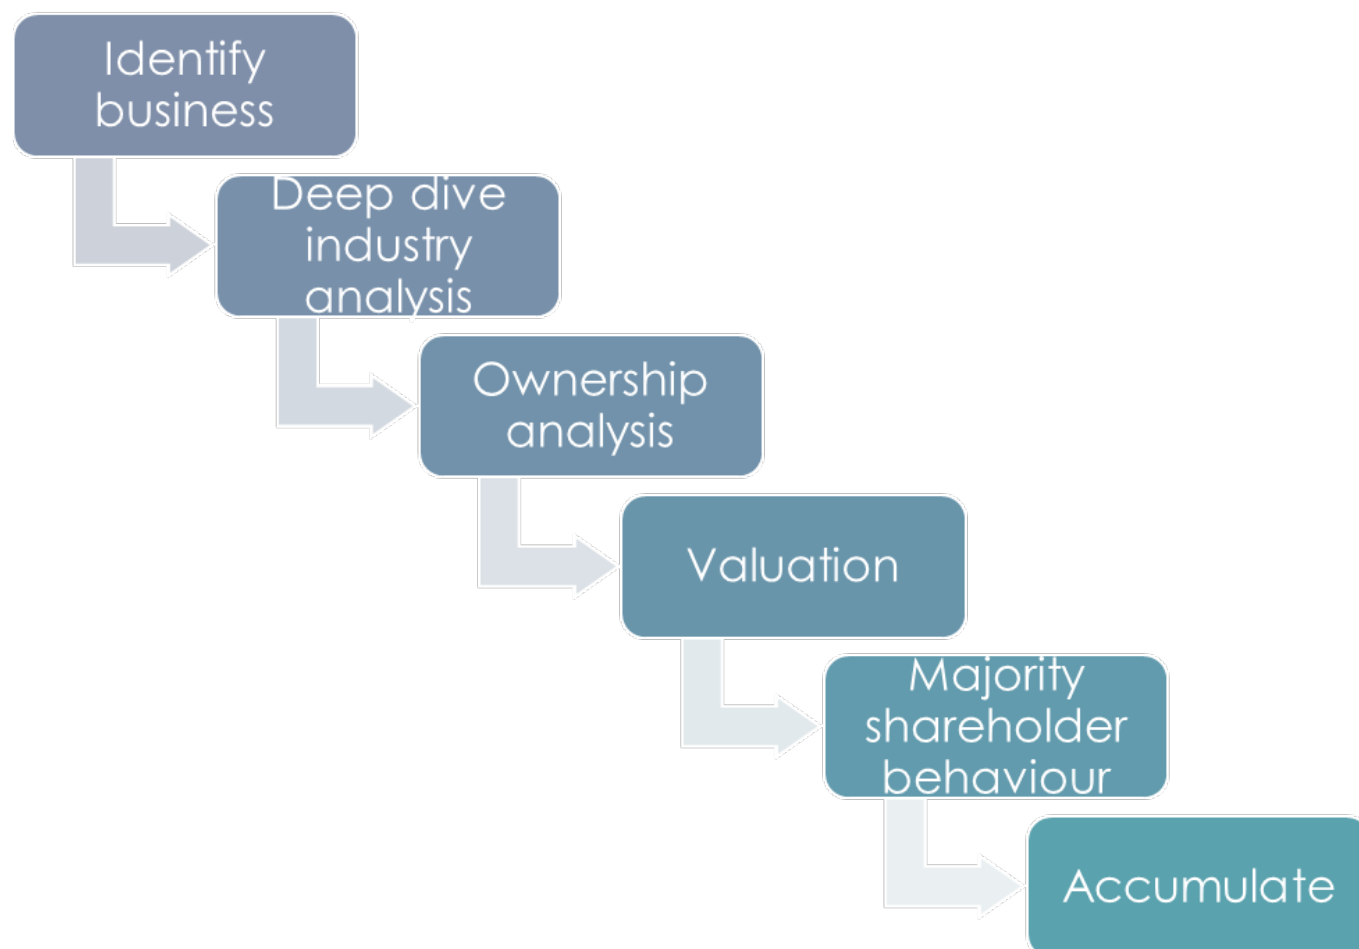 Identify
business
Deep dive
industry
analysis
Ownership
analysis
Valuation
Majority
shareholder
behaviour
Accumulate